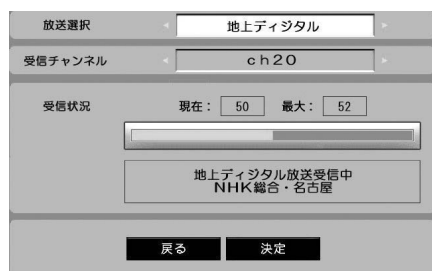 放送選択 地上ディジタル
受信チャンネル ch20
受信状況 現在： 50 最大： 52
地上ディジタル放送受信中
NHK総合・名古屋
戻る 決定